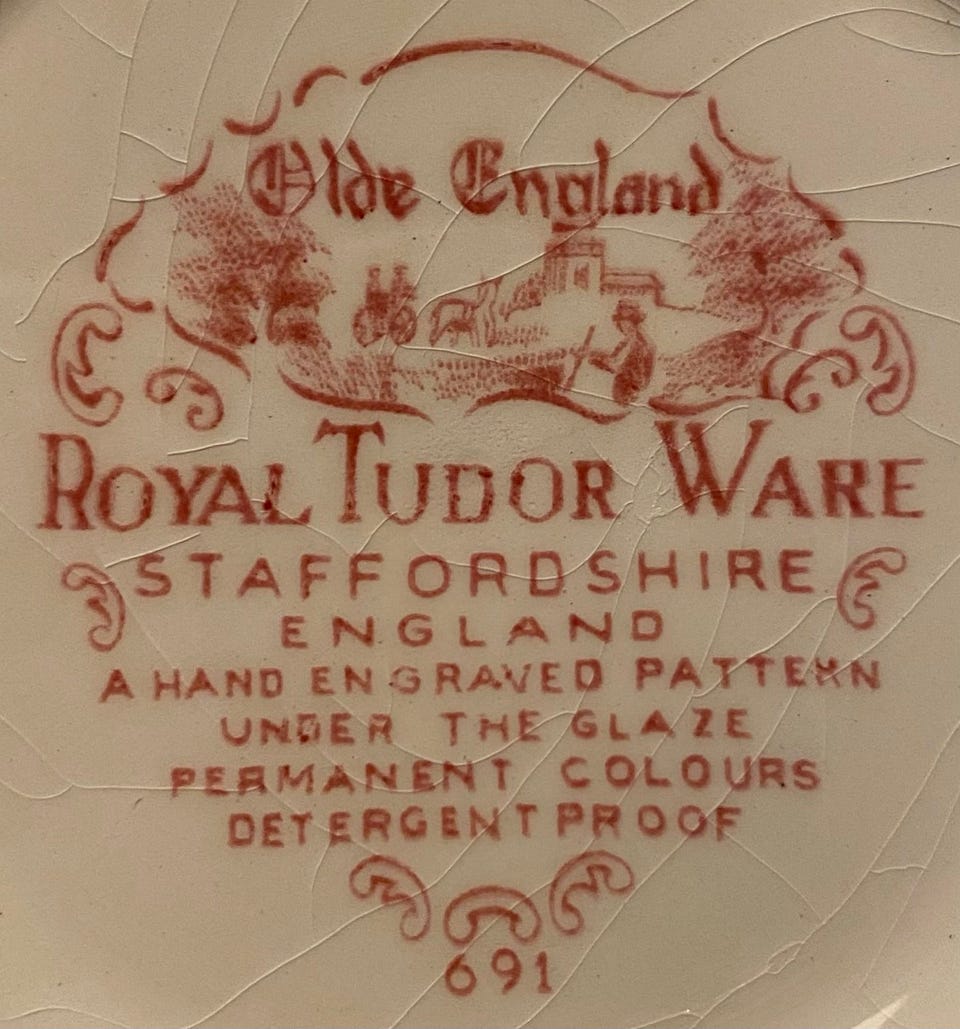 Olde England
ROYAL TUDOR WARE
STAFFORDSHIRE
ENGLAND
A HAND ENGRAVED PATTERN
UNDER THE GLAZE
PERMANENT COLOURS
DETERGENT PROOF
691